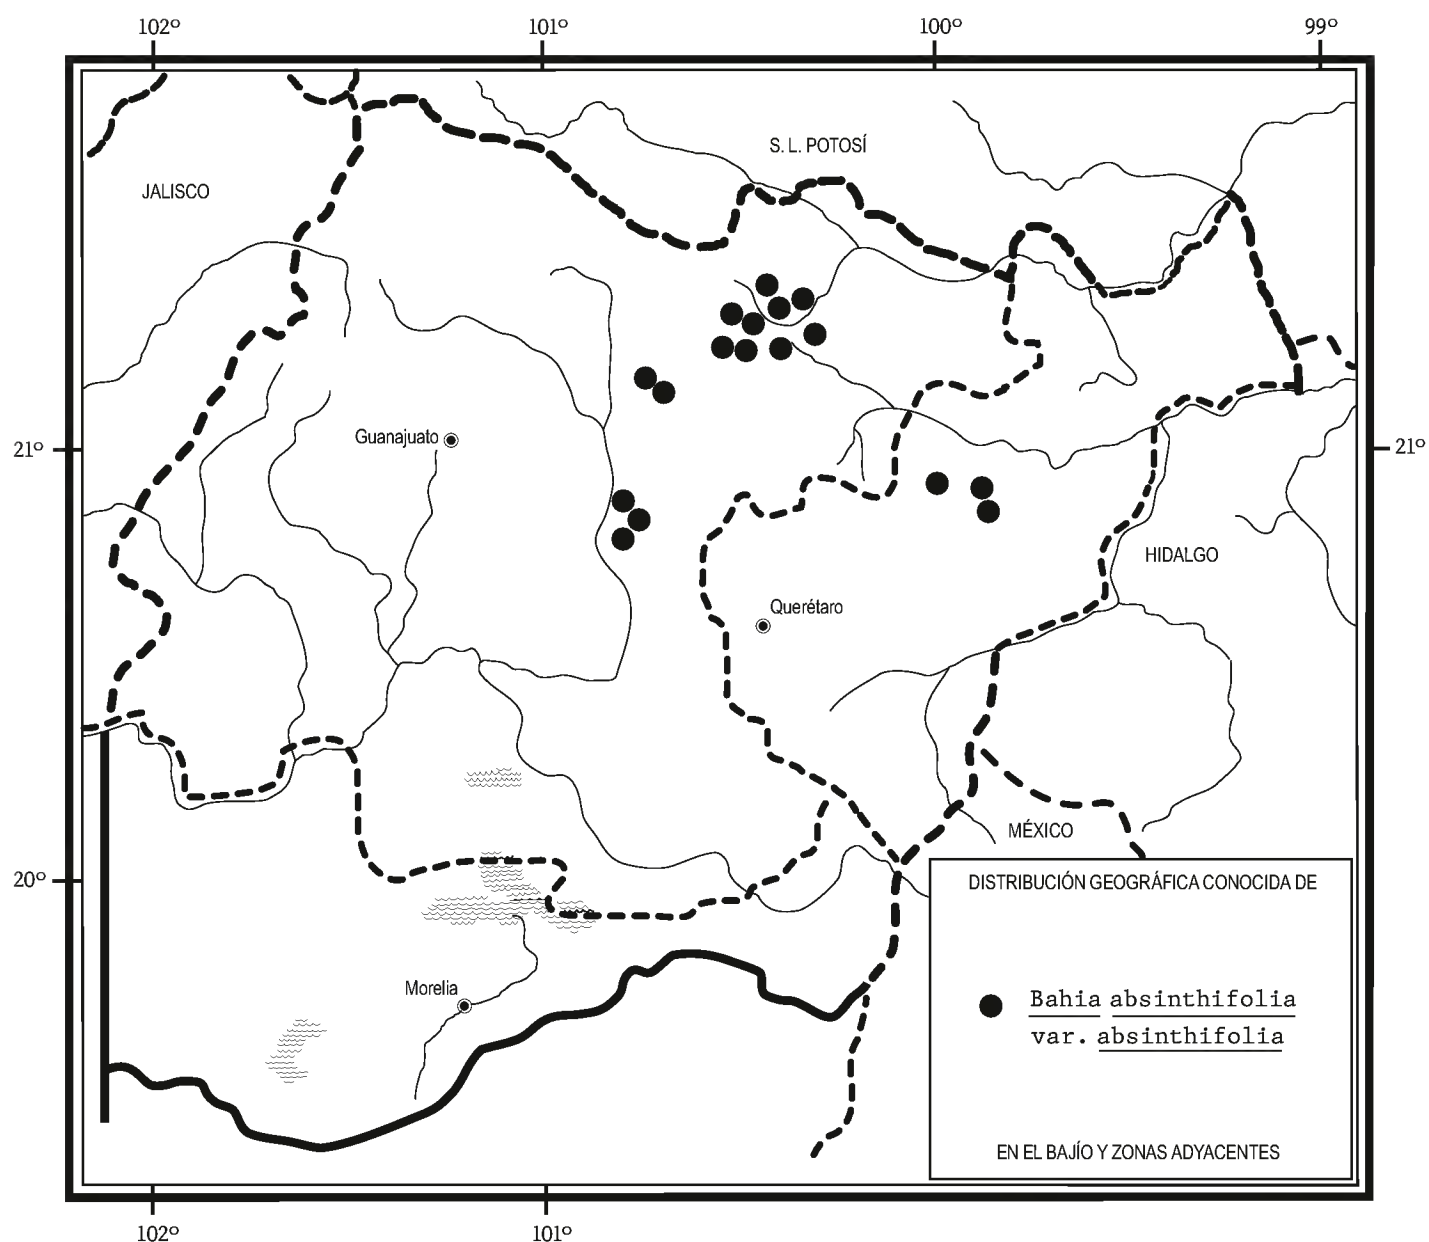 102° 101° 100° 99°
S. L. POTOSÍ
JALISCO
Guanajuato
21° 21°
HIDALGO
Querétaro
MÉXICO
20°
DISTRIBUCIÓN GEOGRÁFICA CONOCIDA DE
Bahia absinthifolia
var. absinthifolia
EN EL BAJÍO Y ZONAS ADYACENTES
Morelia
102° 101°